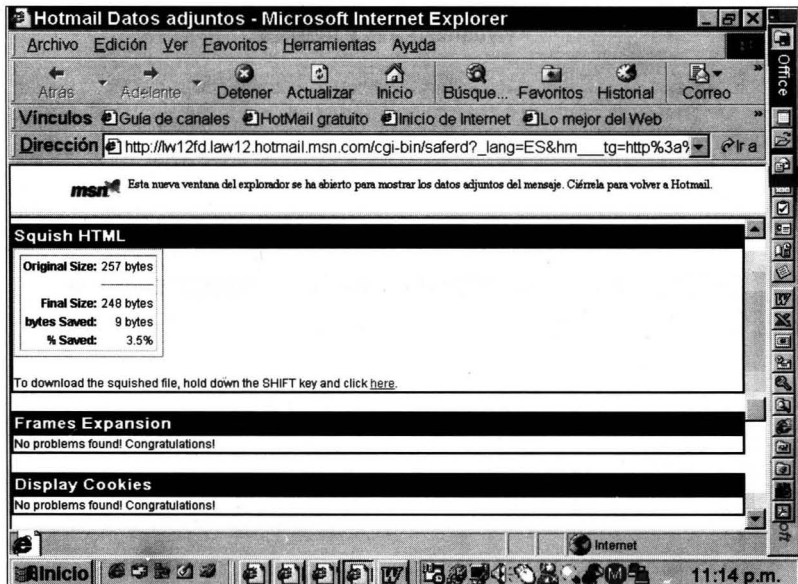 Hotmail Datos adjuntos - Microsoft Internet Explorer
Archivo Edición Ver Favoritos Herramientas Ayuda
Atrás Adelante Detener Actualizar Inicio Búsque... Favoritos Historial Correo »
Vínculos Guía de canales HotMail gratuito Inicio de Internet Lo mejor del Web »
Dirección http://lw12fd.law12.hotmail.msn.com/cgi-bin/saferd?_lang=ES&hm___tg=http%3a% Ir a
msn Esta nueva ventana del explorador se ha abierto para mostrar los datos adjuntos del mensaje. Ciérrela para volver a Hotmail.
Squish HTML
Original Size: 257 bytes
Final Size: 248 bytes
bytes Saved: 9 bytes
% Saved: 3.5%
To download the squished file, hold down the SHIFT key and click here.
Frames Expansion
No problems found! Congratulations!
Display Cookies
No problems found! Congratulations!
Internet
Inicio
11:14 p.m.
Office